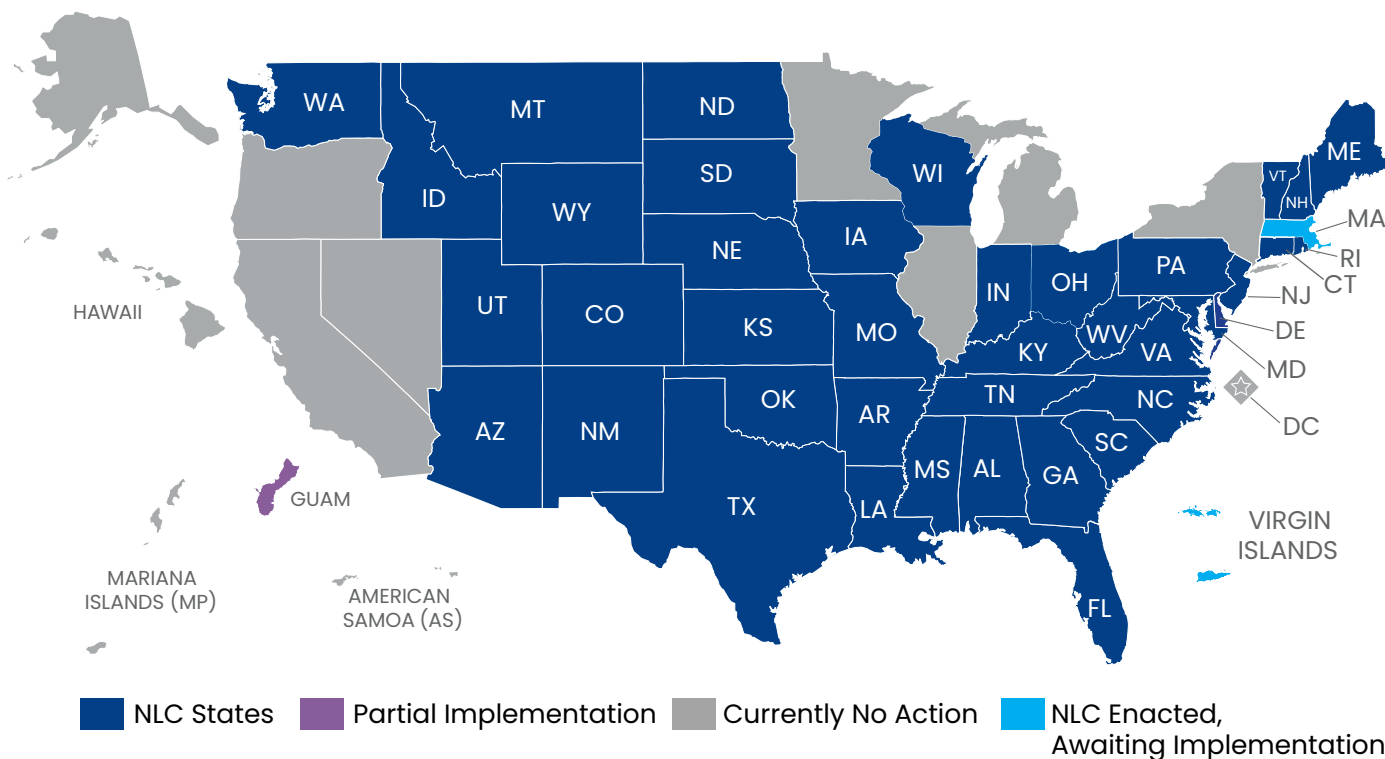 WA
MT
ND
ME
VT
NH
WI
SD
ID
WY
MA
IA
NE
RI
PA
CT
OH
IN
NJ
UT
CO
KS
MO
WV
DE
HAWAII
KY
VA
MD
TN
NC
OK
AR
DC
AZ
NM
SC
MS
AL
GA
GUAM
TX
LA
VIRGIN
ISLANDS
MARIANA
ISLANDS (MP)
AMERICAN
SAMOA (AS)
FL
NLC States
Partial Implementation
Currently No Action
NLC Enacted,
Awaiting Implementation